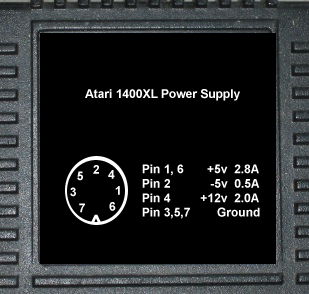 Atari 1400XL Power Supply
2
5 4
3 1
7 6
Pin 1, 6 +5v 2.8A
Pin 2 -5v 0.5A
Pin 4 +12v 2.0A
Pin 3,5,7 Ground